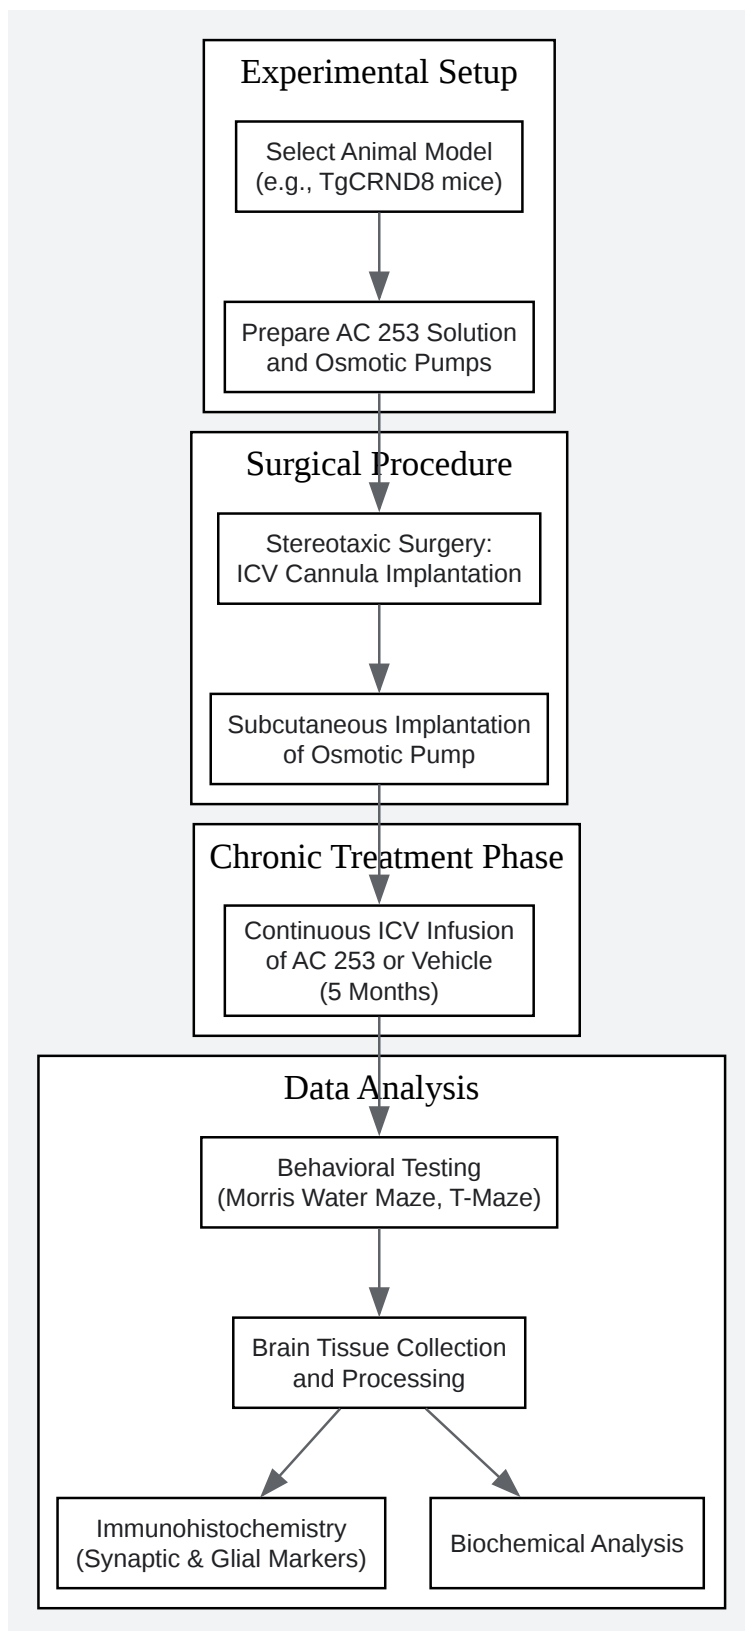 Experimental Setup
Select Animal Model
(e.g., TgCRND8 mice)
Prepare AC 253 Solution
and Osmotic Pumps
Surgical Procedure
Stereotaxic Surgery:
ICV Cannula Implantation
Subcutaneous Implantation
of Osmotic Pump
Chronic Treatment Phase
Continuous ICV Infusion
of AC 253 or Vehicle
(5 Months)
Data Analysis
Behavioral Testing
(Morris Water Maze, T-Maze)
Brain Tissue Collection
and Processing
Immunohistochemistry
(Synaptic & Glial Markers)
Biochemical Analysis